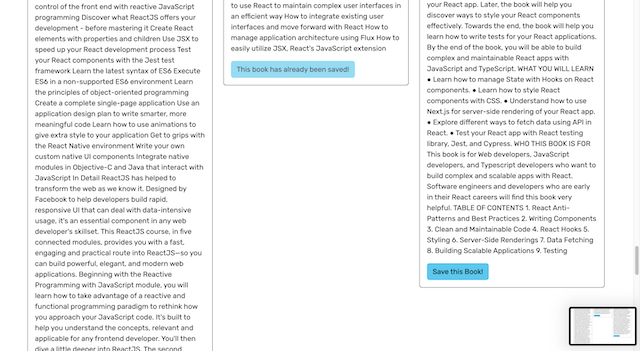 control of the front end with reactive JavaScript
programming Discover what ReactJS offers your
development - before mastering it Create React
elements with properties and children Use JSX to
speed up your React development process Test
your React components with the Jest test
framework Learn the latest syntax of ES6 Execute
ES6 in a non-supported ES6 environment Learn
the principles of object-oriented programming
Create a complete single-page application Use an
application design plan to write smarter, more
meaningful code Learn how to use animations to
give extra style to your application Get to grips with
the React Native environment Write your own
custom native UI components Integrate native
modules in Objective-C and Java that interact with
JavaScript In Detail ReactJS has helped to
transform the web as we know it. Designed by
Facebook to help developers build rapid,
responsive UI that can deal with data-intensive
usage, it's an essential component in any web
developer's skillset. This ReactJS course, in five
connected modules, provides you with a fast,
engaging and practical route into ReactJS—so you
can build powerful, elegant, and modern web
applications. Beginning with the Reactive
Programming with JavaScript module, you will
learn how to take advantage of a reactive and
functional programming paradigm to rethink how
you approach your JavaScript code. It's built to
help you understand the concepts, relevant and
applicable for any frontend developer. You'll then
give a little deeper into ReactJS. The second
to use React to maintain complex user interfaces in
an efficient way How to integrate existing user
interfaces and move forward with React How to
manage application architecture using Flux How to
easily utilize JSX, React's JavaScript extension
This book has already been saved!
your React app. Later, the book will help you
discover ways to style your React components
effectively. Towards the end, the book will help you
learn how to write tests for your React applications.
By the end of the book, you will be able to build
complex and maintainable React apps with
JavaScript and TypeScript. WHAT YOU WILL LEARN
● Learn how to manage State with Hooks on React
components. ● Learn how to style React
components with CSS. ● Understand how to use
Next.js for server-side rendering of your React app.
● Explore different ways to fetch data using API in
React. ● Test your React app with React testing
library, Jest, and Cypress. WHO THIS BOOK IS FOR
This book is for Web developers, JavaScript
developers, and Typescript developers who want to
build complex and scalable apps with React.
Software engineers and developers who are early
in their React careers will find this book very
helpful. TABLE OF CONTENTS 1. React Anti-
Patterns and Best Practices 2. Writing Components
3. Clean and Maintainable Code 4. React Hooks 5.
Styling 6. Server-Side Renderings 7. Data Fetching
8. Building Scalable Applications 9. Testing
Save this Book!